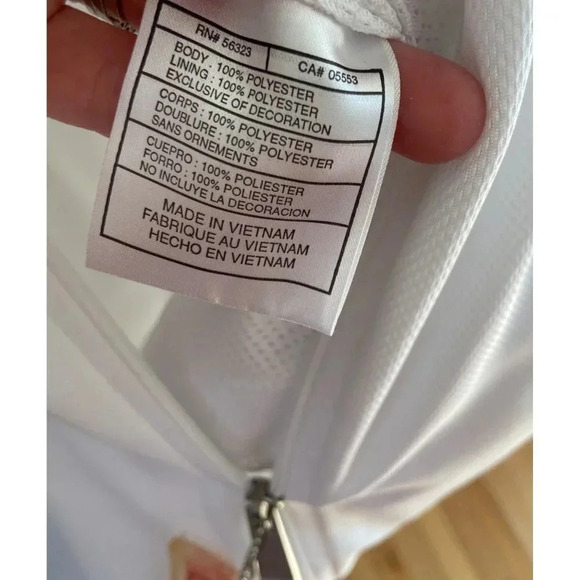 RN# 56323 CA# 05553
BODY : 100% POLYESTER
LINING : 100% POLYESTER
EXCLUSIVE OF DECORATION
CORPS : 100% POLYESTER
DOUBLURE : 100% POLYESTER
SANS ORNEMENTS
CUERPO : 100% POLIESTER
FORRO : 100% POLIESTER
NO INCLUYE LA DECORACION
MADE IN VIETNAM
FABRIQUE AU VIETNAM
HECHO EN VIETNAM